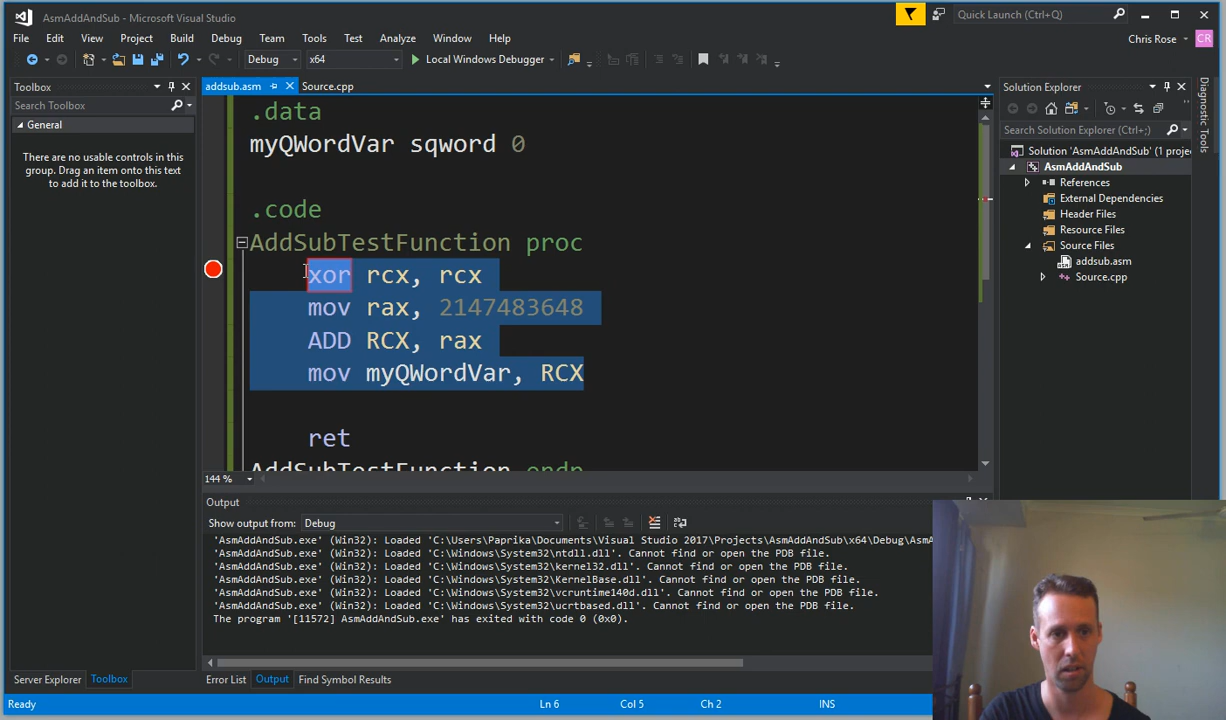 AsmAddAndSub - Microsoft Visual Studio
Quick Launch (Ctrl+Q)
File Edit View Project Build Debug Team Tools Test Analyze Window Help
Chris Rose CR
Debug x64 Local Windows Debugger
Toolbox
Search Toolbox
General
There are no usable controls in this
group. Drag an item onto this text
to add it to the toolbox.
addsub.asm Source.cpp
.data
myQWordVar sqword 0
.code
AddSubTestFunction proc
xor rcx, rcx
mov rax, 2147483648
ADD RCX, rax
mov myQWordVar, RCX
ret
AddSubTestFunction endp
144 %
Output
Show output from: Debug
'AsmAddAndSub.exe' (Win32): Loaded 'C:\Users\Paprika\Documents\Visual Studio 2017\Projects\AsmAddAndSub\x64\Debug\AsmA
'AsmAddAndSub.exe' (Win32): Loaded 'C:\Windows\System32\ntdll.dll'. Cannot find or open the PDB file.
'AsmAddAndSub.exe' (Win32): Loaded 'C:\Windows\System32\kernel32.dll'. Cannot find or open the PDB file.
'AsmAddAndSub.exe' (Win32): Loaded 'C:\Windows\System32\KernelBase.dll'. Cannot find or open the PDB file.
'AsmAddAndSub.exe' (Win32): Loaded 'C:\Windows\System32\vcruntime140d.dll'. Cannot find or open the PDB file.
'AsmAddAndSub.exe' (Win32): Loaded 'C:\Windows\System32\ucrtbased.dll'. Cannot find or open the PDB file.
The program '[11572] AsmAddAndSub.exe' has exited with code 0 (0x0).
Solution Explorer
Search Solution Explorer (Ctrl+;)
Solution 'AsmAddAndSub' (1 projec
AsmAddAndSub
References
External Dependencies
Header Files
Resource Files
Source Files
addsub.asm
Source.cpp
Diagnostic Tools
Server Explorer Toolbox
Error List Output Find Symbol Results
Ready Ln 6 Col 5 Ch 2 INS